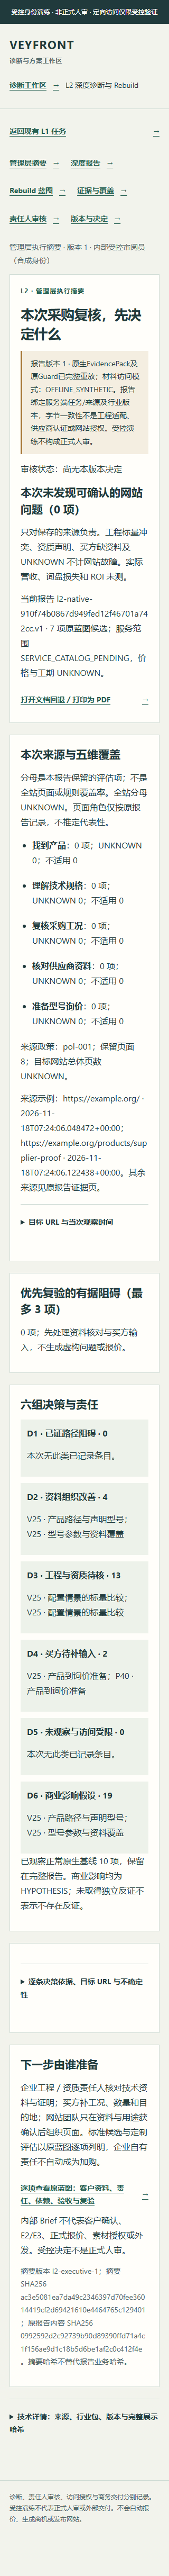 受控身份演练 · 非正式人审 · 定向访问仅限受控验证
VEYFRONT
诊断与方案工作区
诊断工作区 → L2 深度诊断与 Rebuild
返回现有 L1 任务 →
管理层摘要 → 深度报告 →
Rebuild 蓝图 → 证据与覆盖 →
责任人审核 → 版本与决定 →
管理层执行摘要 · 版本 1 · 内部受控审阅员
（合成身份）
L2 · 管理层执行摘要
本次采购复核，先决
定什么
报告版本 1 · 原生EvidencePack及
原Guard已完整重放；材料访问模
式：OFFLINE_SYNTHETIC。报告
绑定服务端任务/来源及行业版
本，字节一致性不是工程适配、
供应商认证或网站授权。受控演
练不构成正式人审。
审核状态：尚无本版本决定
本次未发现可确认的网站
问题（0 项）
只对保存的来源负责。工程标量冲
突、资质声明、买方缺资料及
UNKNOWN 不计网站故障。实际
营收、询盘损失和 ROI 未测。
当前报告 l2-native-
910f74b0867d949fed12f46701a74
2cc.v1 · 7 项原蓝图候选；服务范
围
SERVICE_CATALOG_PENDING，价
格与工期 UNKNOWN。
打开文档回退 / 打印为 PDF →
本次来源与五维覆盖
分母是本报告保留的评估项；不是
全站页面或规则覆盖率。全站分母
UNKNOWN。页面角色仅按原报
告记录，不推定代表性。
• 找到产品：0 项；UNKNOWN
0；不适用 0
• 理解技术规格：0 项；
UNKNOWN 0；不适用 0
• 复核采购工况：0 项；
UNKNOWN 0；不适用 0
• 核对供应商资料：0 项；
UNKNOWN 0；不适用 0
• 准备型号询价：0 项；
UNKNOWN 0；不适用 0
来源政策：pol-001；保留页面
8；目标网站总体页数
UNKNOWN。
来源示例：https://example.org/ ·
2026-11-
18T07:24:06.048472+00:00；
https://example.org/products/sup
plier-proof · 2026-11-
18T07:24:06.122438+00:00。其余
来源见原报告证据页。
▶ 目标 URL 与当次观察时间
优先复验的有据阻碍（最
多 3 项）
0 项；先处理资料核对与买方输
入，不生成虚构问题或报价。
六组决策与责任
D1 · 已证路径阻碍 · 0
本次无此类已记录条目。
D2 · 资料组织改善 · 4
V25 · 产品路径与声明型号；
V25 · 型号参数与资料覆盖
D3 · 工程与资质待核 · 13
V25 · 配置情景的标量比较；
V25 · 配置情景的标量比较
D4 · 买方待补输入 · 2
V25 · 产品到询价准备；P40 ·
产品到询价准备
D5 · 未观察与访问受限 · 0
本次无此类已记录条目。
D6 · 商业影响假设 · 19
V25 · 产品路径与声明型号；
V25 · 型号参数与资料覆盖
已观察正常原生基线 10 项，保留
在完整报告。商业影响均为
HYPOTHESIS；未取得独立反证不
表示不存在反证。
▶ 逐条决策依据、目标 URL 与不确定
性
下一步由谁准备
企业工程 / 资质责任人核对技术资
料与证明；买方补工况、数量和目
的地；网站团队只在资料与用途获
确认后组织页面。标准候选与定制
评估以原蓝图逐项列明，企业自有
责任不自动成为加购。
逐项查看原蓝图：客户资料、责
任、依赖、验收与复验 →
内部 Brief 不代表客户确认、
E2/E3、正式报价、素材授权或外
发。受控决定不是正式人审。
摘要版本 l2-executive-1；摘要
SHA256
ac3e5081ea7da49c2346397d70fee360
14419cf2d69421610e4464765c129401
；原报告内容 SHA256
0992592d2c92739b90d89390ffd71a4c
1f156ae9d1c18b5d6be1af2c0c412f4e
。摘要哈希不替代报告业务哈希。
▶ 技术详情：来源、行业包、版本与完整展示
哈希
诊断、责任人审核、访问授权与商务交付分别记录。
受控演练不代表正式人审或外部交付。不会自动报
价、生成商机或发布网站。